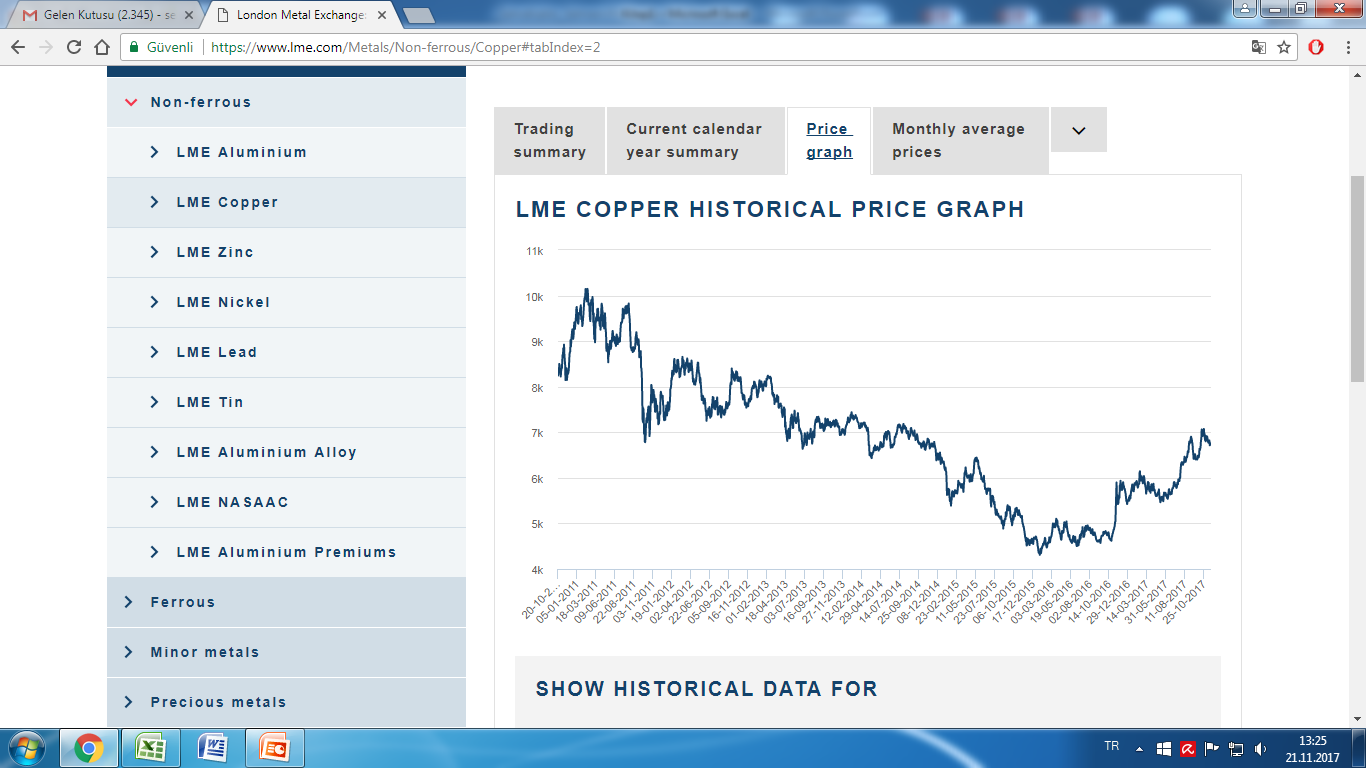 Gelen Kutusu (2.345) - se
London Metal Exchange:
Güvenli
https://www.lme.com/Metals/Non-ferrous/Copper#tabIndex=2
Non-ferrous
LME Aluminium
LME Copper
LME Zinc
LME Nickel
LME Lead
LME Tin
LME Aluminium Alloy
LME NASAAC
LME Aluminium Premiums
Ferrous
Minor metals
Precious metals
Trading
summary
Current calendar
year summary
Price
graph
Monthly average
prices
LME COPPER HISTORICAL PRICE GRAPH
11k
10k
9k
8k
7k
6k
5k
4k
20-10-2...
05-01-2011
18-03-2011
09-06-2011
22-08-2011
03-11-2011
19-01-2012
02-04-2012
22-06-2012
05-09-2012
16-11-2012
01-02-2013
18-04-2013
03-07-2013
16-09-2013
27-11-2013
12-02-2014
29-04-2014
14-07-2014
25-09-2014
08-12-2014
23-02-2015
11-05-2015
23-07-2015
06-10-2015
17-12-2015
03-03-2016
19-05-2016
02-08-2016
14-10-2016
29-12-2016
14-03-2017
31-05-2017
11-08-2017
25-10-2017
SHOW HISTORICAL DATA FOR
TR
13:25
21.11.2017